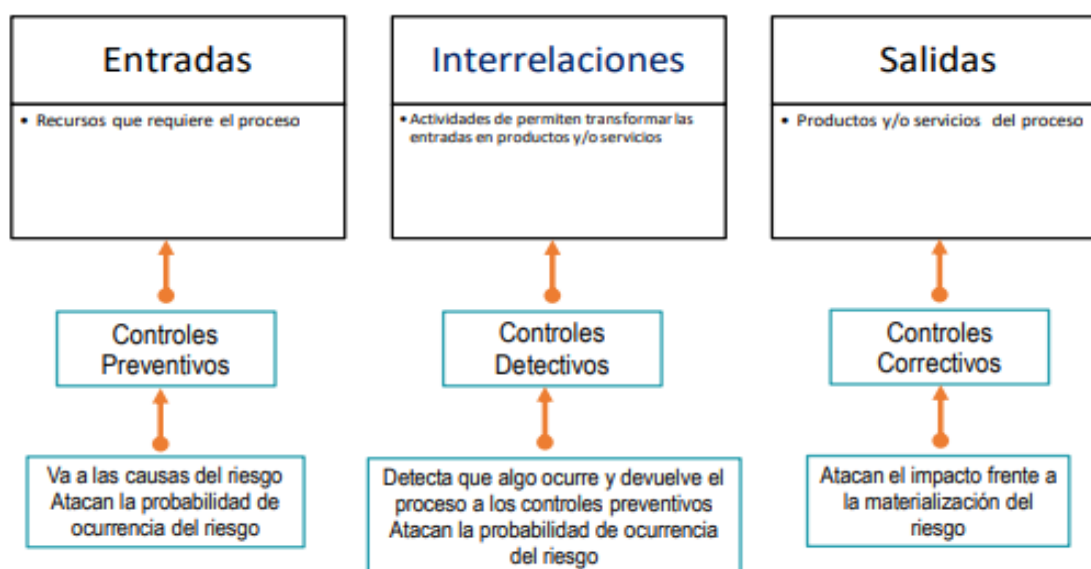 Entradas
• Recursos que requiere el proceso
Controles
Preventivos
Va a las causas del riesgo
Atacan la probabilidad de
ocurrencia del riesgo
Interrelaciones
• Actividades de permiten transformar las
entradas en productos y/o servicios
Controles
Detectivos
Detecta que algo ocurre y devuelve el
proceso a los controles preventivos
Atacan la probabilidad de ocurrencia
del riesgo
Salidas
• Productos y/o servicios del proceso
Controles
Correctivos
Atacan el impacto frente a
la materialización del
riesgo